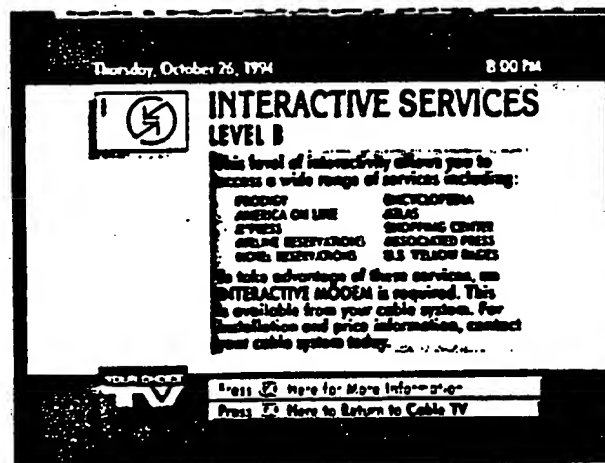 Thursday, October 26, 1994 8:00 PM
INTERACTIVE SERVICES
LEVEL B
This level of interactivity allows you to
access a wide range of services including:
PRODIGY ENCYCLOPEDIA
AMERICA ON LINE ATLAS
X*PRESS SHOPPING CENTER
AIRLINE RESERVATIONS ASSOCIATED PRESS
HOTEL RESERVATIONS U.S. YELLOW PAGES
To take advantage of these services, an
INTERACTIVE MODEM is required. This
is available from your cable system. For
installation and price information, contact
your cable system today.
TV
Press Here for More Information
Press Here to Return to Cable TV